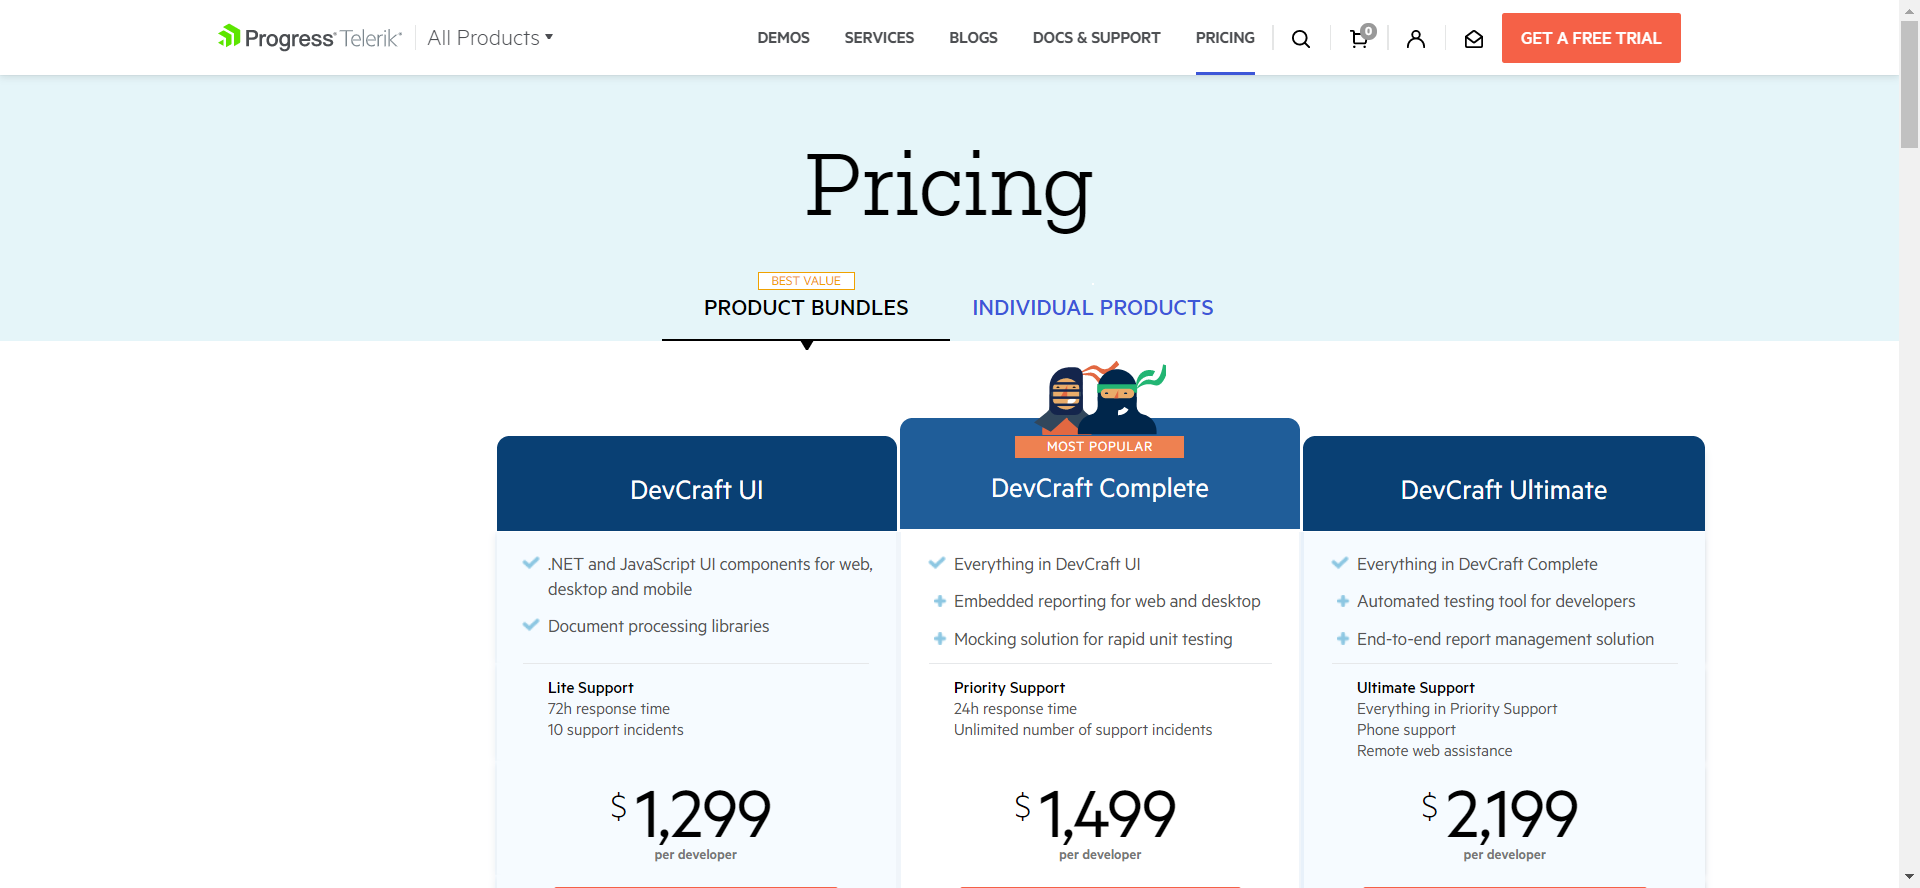 Progress Telerik
All Products
DEMOS
SERVICES
BLOGS
DOCS & SUPPORT
PRICING
0
GET A FREE TRIAL
Pricing
BEST VALUE
PRODUCT BUNDLES
INDIVIDUAL PRODUCTS
DevCraft UI
.NET and JavaScript UI components for web,
desktop and mobile
Document processing libraries
Lite Support
72h response time
10 support incidents
$1,299
per developer
MOST POPULAR
DevCraft Complete
Everything in DevCraft UI
Embedded reporting for web and desktop
Mocking solution for rapid unit testing
Priority Support
24h response time
Unlimited number of support incidents
$1,499
per developer
DevCraft Ultimate
Everything in DevCraft Complete
Automated testing tool for developers
End-to-end report management solution
Ultimate Support
Everything in Priority Support
Phone support
Remote web assistance
$2,199
per developer